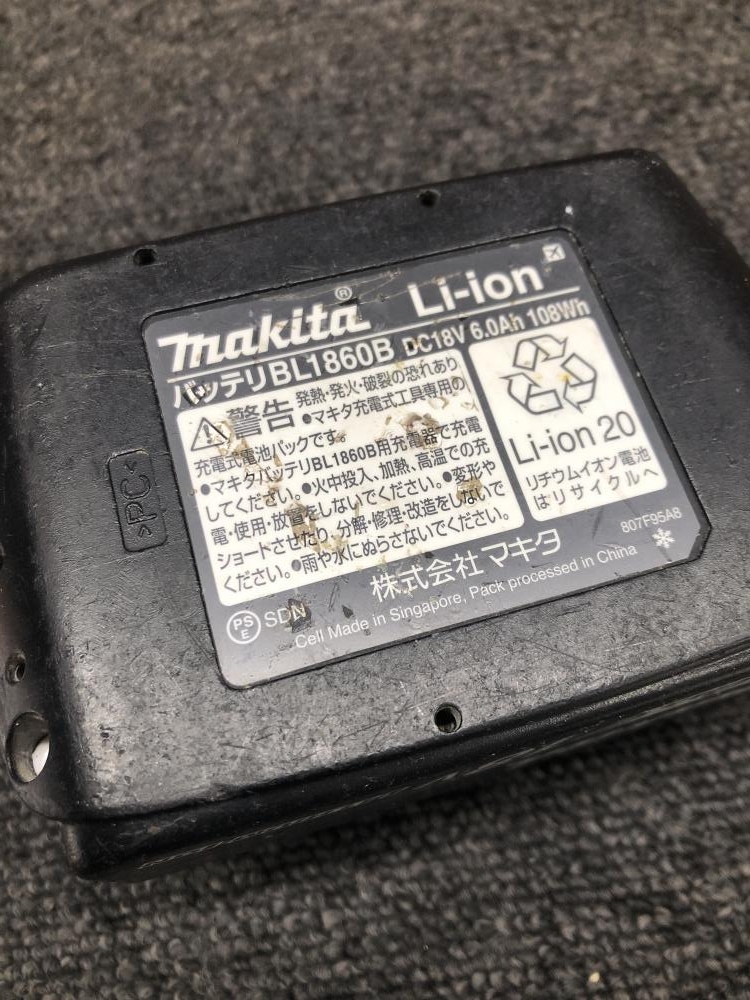 makita® Li-ion
バッテリBL1860B DC18V 6.0Ah 108Wh
警告 発熱・発火・破裂の恐れあり
●マキタ充電式工具専用の
充電式電池パックです。
●マキタバッテリBL1860B用充電器で充電
してください。●火中投入、加熱、高温での充
電・使用・放置をしないでください。●変形や
ショートさせたり、分解・修理・改造をしないで
ください。●雨や水にぬらさないでください。
Li-ion 20
リチウムイオン電池
はリサイクルへ
807F95A8
株式会社マキタ
PS
E
SDN
Cell Made in Singapore, Pack processed in China
>PC<